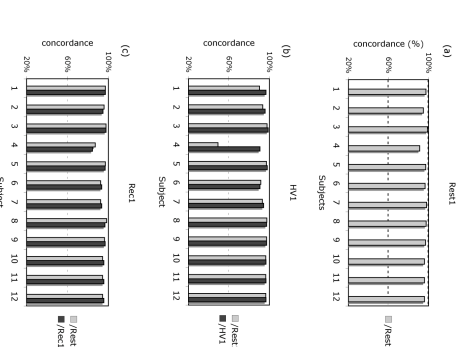 (a)
Rest1
concordance (%)
100%
60%
20%
1 2 3 4 5 6 7 8 9 10 11 12
Subjects
/Rest
(b)
HV1
concordance
100%
60%
20%
1 2 3 4 5 6 7 8 9 10 11 12
Subject
/Rest
/HV1
(c)
Rec1
concordance
100%
60%
20%
1 2 3 4 5 6 7 8 9 10 11 12
Subject
/Rest
/Rec1